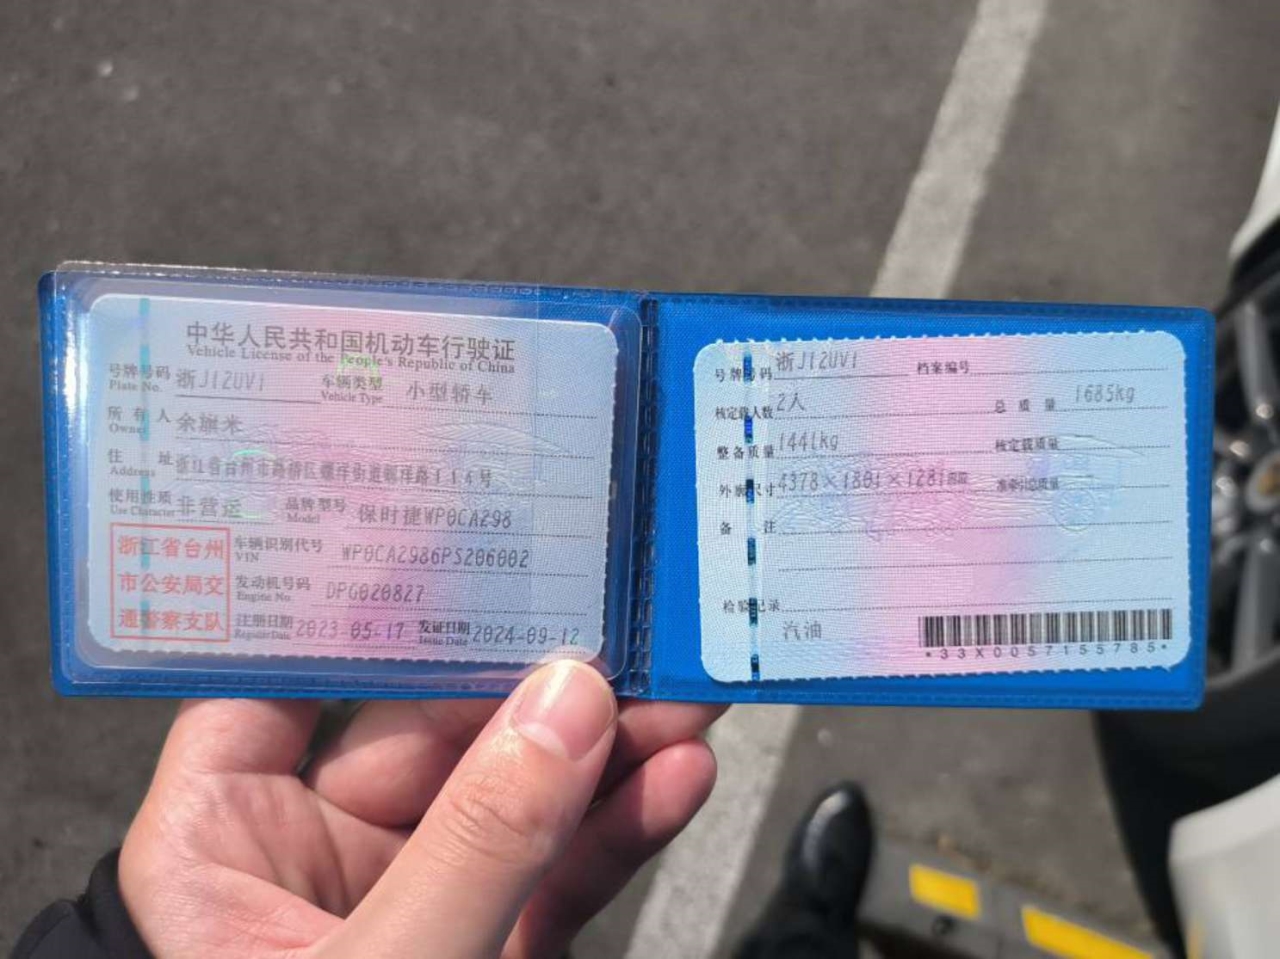 中华人民共和国机动车行驶证
Vehicle License of the People's Republic of China
号牌号码 浙J12UV1 车辆类型 小型轿车
Plate No. Vehicle Type
所有人 余旎米
Owner
住址 浙江省台州市路桥区螺洋街道
Address
使用性质 非营运 品牌型号 保时捷WP0CA298
Use Character Model
浙江省台州
市公安局交
通警察支队
车辆识别代号 WP0CA2986PS206002
VIN
发动机号码 DPG020827
Engine No.
注册日期 2023-05-17 发证日期 2024-09-12
Register Date Issue Date
号牌号码 浙J12UV1 档案编号
核定载人数 2人 总质量 1685kg
整备质量 1441kg 核定载质量
外廓尺寸 4378×1801×1281mm 准牵引总质量
备注
检验记录
汽油
*33X0057155785*